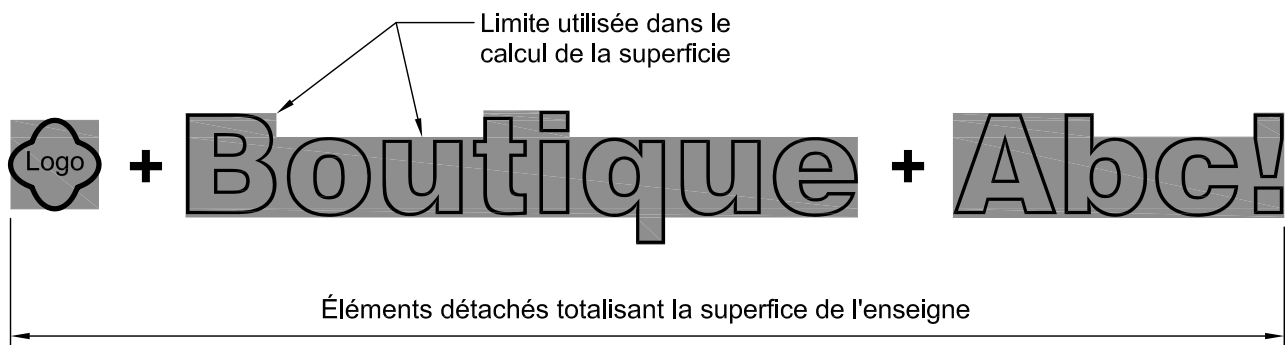 Limite utilisée dans le
calcul de la superficie
Logo + Boutique + Abc!
Éléments détachés totalisant la superfice de l'enseigne